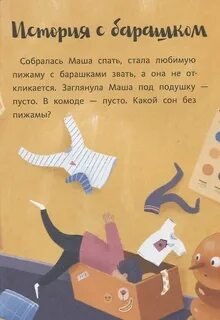 История с барашком
Собралась Маша спать, стала любимую
пижаму с барашками звать, а она не от-
кликается. Заглянула Маша под подушку —
пусто. В комоде — пусто. Какой сон без
пижамы?